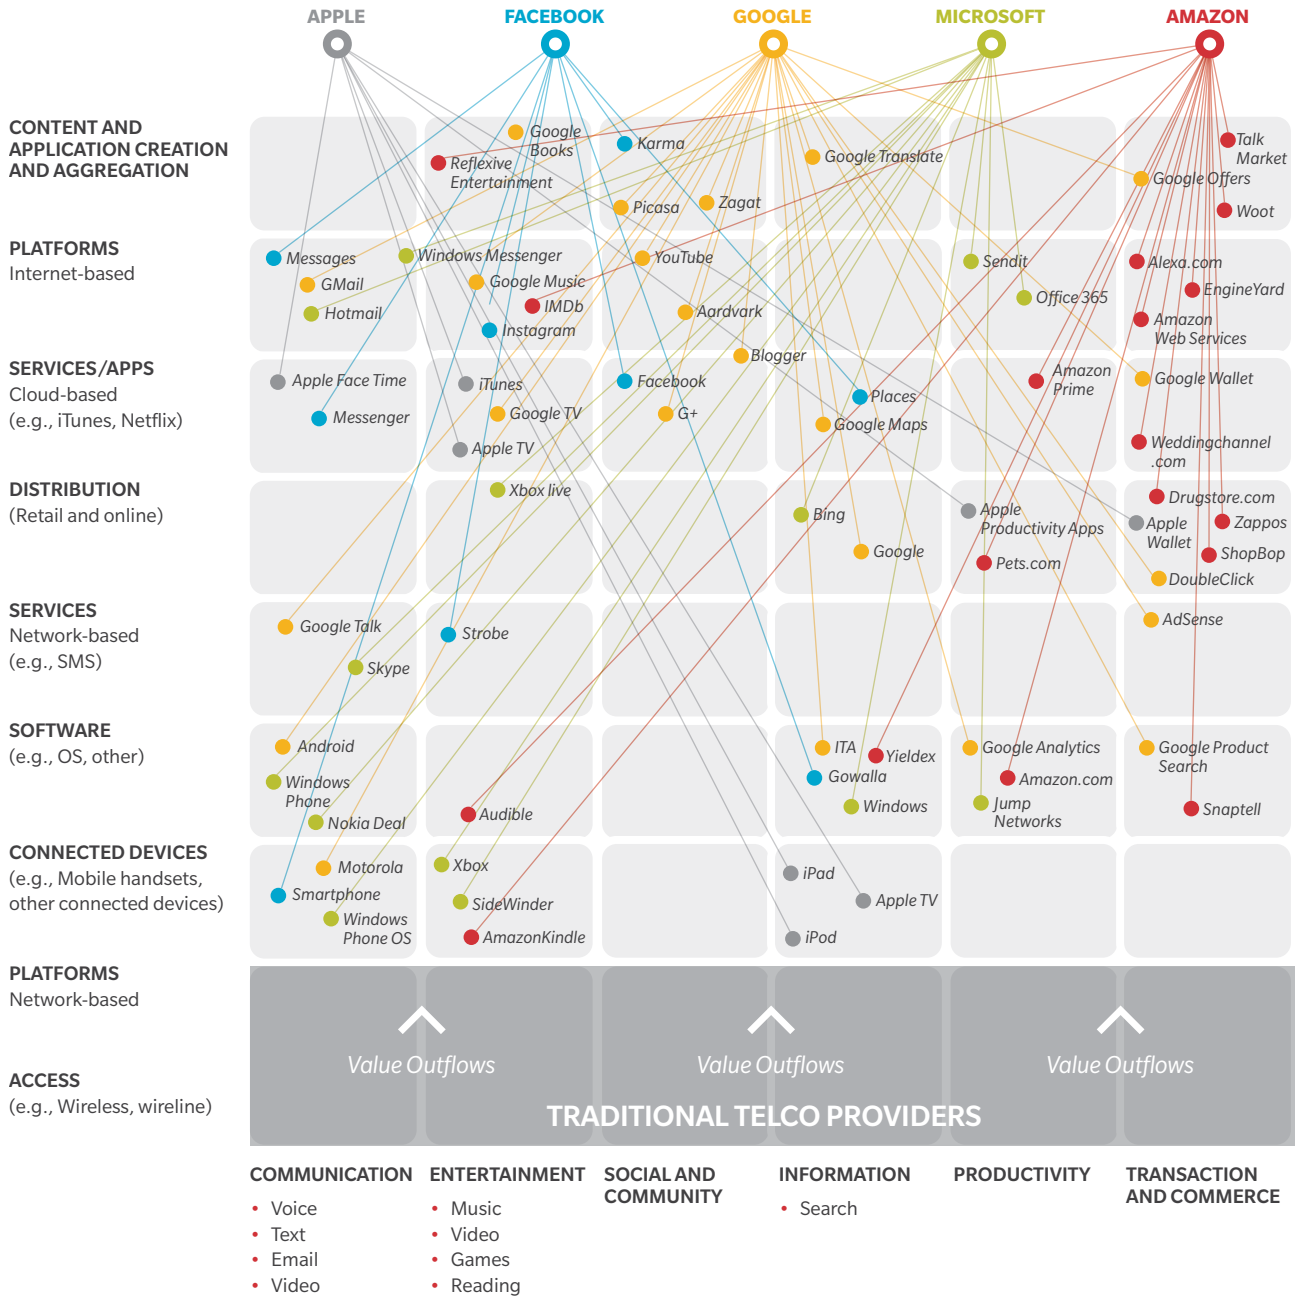 APPLE
FACEBOOK
GOOGLE
MICROSOFT
AMAZON
CONTENT AND
APPLICATION CREATION
AND AGGREGATION
Google
Books
Reflexive
Entertainment
Karma
Picasa
Zagat
Google Translate
Talk
Market
Google Offers
Woot
PLATFORMS
Internet-based
Messages
GMail
Hotmail
Windows Messenger
Google Music
IMDb
Instagram
YouTube
Aardvark
Sendit
Office 365
Alexa.com
EngineYard
Amazon
Web Services
SERVICES/APPS
Cloud-based
(e.g., iTunes, Netflix)
Apple Face Time
Messenger
iTunes
Google TV
Apple TV
Blogger
Facebook
G+
Places
Google Maps
Amazon
Prime
Google Wallet
Weddingchannel
.com
DISTRIBUTION
(Retail and online)
Xbox live
Bing
Google
Apple
Productivity Apps
Pets.com
Drugstore.com
Apple
Wallet
Zappos
ShopBop
DoubleClick
SERVICES
Network-based
(e.g., SMS)
Google Talk
Skype
Strobe
AdSense
SOFTWARE
(e.g., OS, other)
Android
Windows
Phone
Nokia Deal
Audible
ITA
Yieldex
Gowalla
Windows
Google Analytics
Amazon.com
Jump
Networks
Google Product
Search
Snaptell
CONNECTED DEVICES
(e.g., Mobile handsets,
other connected devices)
Motorola
Smartphone
Windows
Phone OS
Xbox
SideWinder
AmazonKindle
iPad
Apple TV
iPod
PLATFORMS
Network-based
Value Outflows
Value Outflows
Value Outflows
ACCESS
(e.g., Wireless, wireline)
TRADITIONAL TELCO PROVIDERS
COMMUNICATION
• Voice
• Text
• Email
• Video
ENTERTAINMENT
• Music
• Video
• Games
• Reading
SOCIAL AND
COMMUNITY
INFORMATION
• Search
PRODUCTIVITY
TRANSACTION
AND COMMERCE